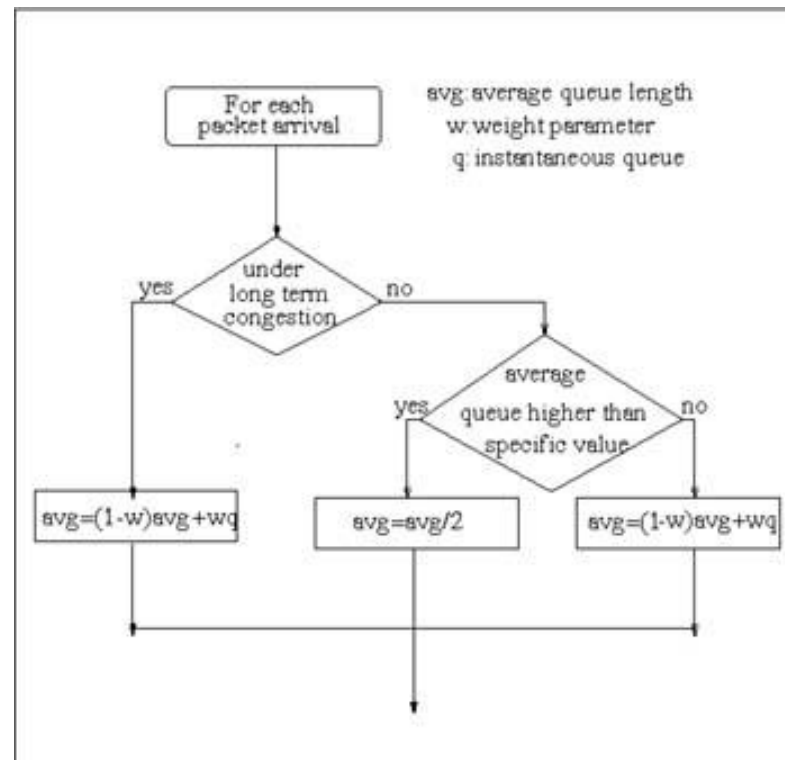 For each
packet arrival
avg: average queue length
w: weight parameter
q: instantaneous queue
under
long term
congestion
yes
no
average
queue higher than
specific value
yes
no
avg=(1-w)avg+wq
avg=avg/2
avg=(1-w)avg+wq